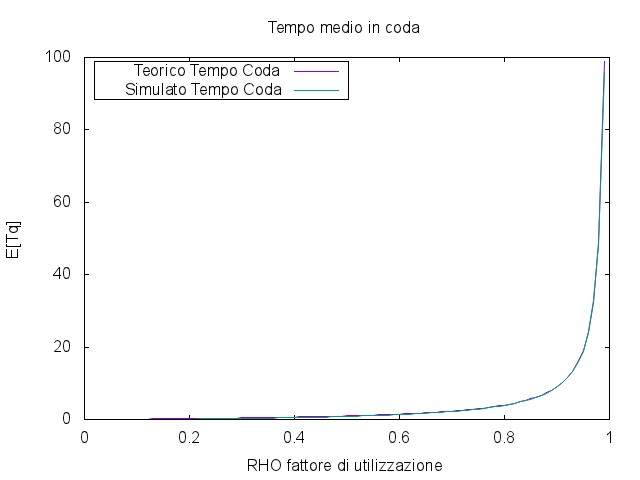 Tempo medio in coda
Teorico Tempo Coda
Simulato Tempo Coda
100
80
60
40
20
0
E[Tq]
0 0.2 0.4 0.6 0.8 1
RHO fattore di utilizzazione